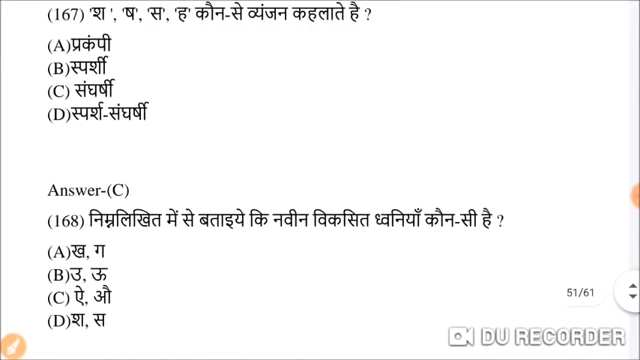 (167) 'श ', 'ष', 'स', 'ह' कौन-से व्यंजन कहलाते है ?
(A)प्रकंपी
(B)स्पर्शी
(C) संघर्षी
(D)स्पर्श-संघर्षी
Answer-(C)
(168) निम्नलिखित में से बताइये कि नवीन विकसित ध्वनियाँ कौन-सी है ?
(A)ख, ग
(B)उ, ऊ
(C) ऐ, औ
(D)श, स
51/61
DU RECORDER